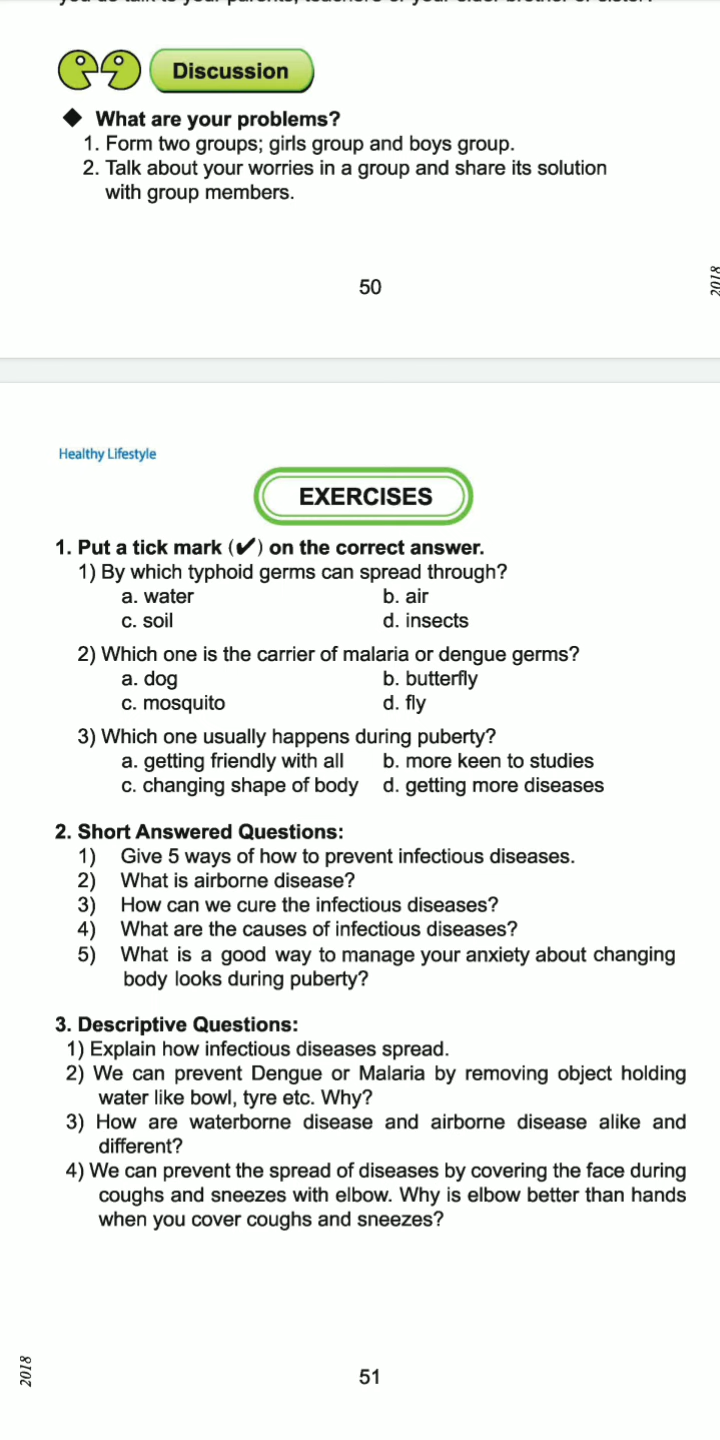 Discussion
◆ What are your problems?
1. Form two groups; girls group and boys group.
2. Talk about your worries in a group and share its solution
with group members.
50
2018
Healthy Lifestyle
EXERCISES
1. Put a tick mark (✔) on the correct answer.
1) By which typhoid germs can spread through?
a. water b. air
c. soil d. insects
2) Which one is the carrier of malaria or dengue germs?
a. dog b. butterfly
c. mosquito d. fly
3) Which one usually happens during puberty?
a. getting friendly with all b. more keen to studies
c. changing shape of body d. getting more diseases
2. Short Answered Questions:
1) Give 5 ways of how to prevent infectious diseases.
2) What is airborne disease?
3) How can we cure the infectious diseases?
4) What are the causes of infectious diseases?
5) What is a good way to manage your anxiety about changing
body looks during puberty?
3. Descriptive Questions:
1) Explain how infectious diseases spread.
2) We can prevent Dengue or Malaria by removing object holding
water like bowl, tyre etc. Why?
3) How are waterborne disease and airborne disease alike and
different?
4) We can prevent the spread of diseases by covering the face during
coughs and sneezes with elbow. Why is elbow better than hands
when you cover coughs and sneezes?
2018
51